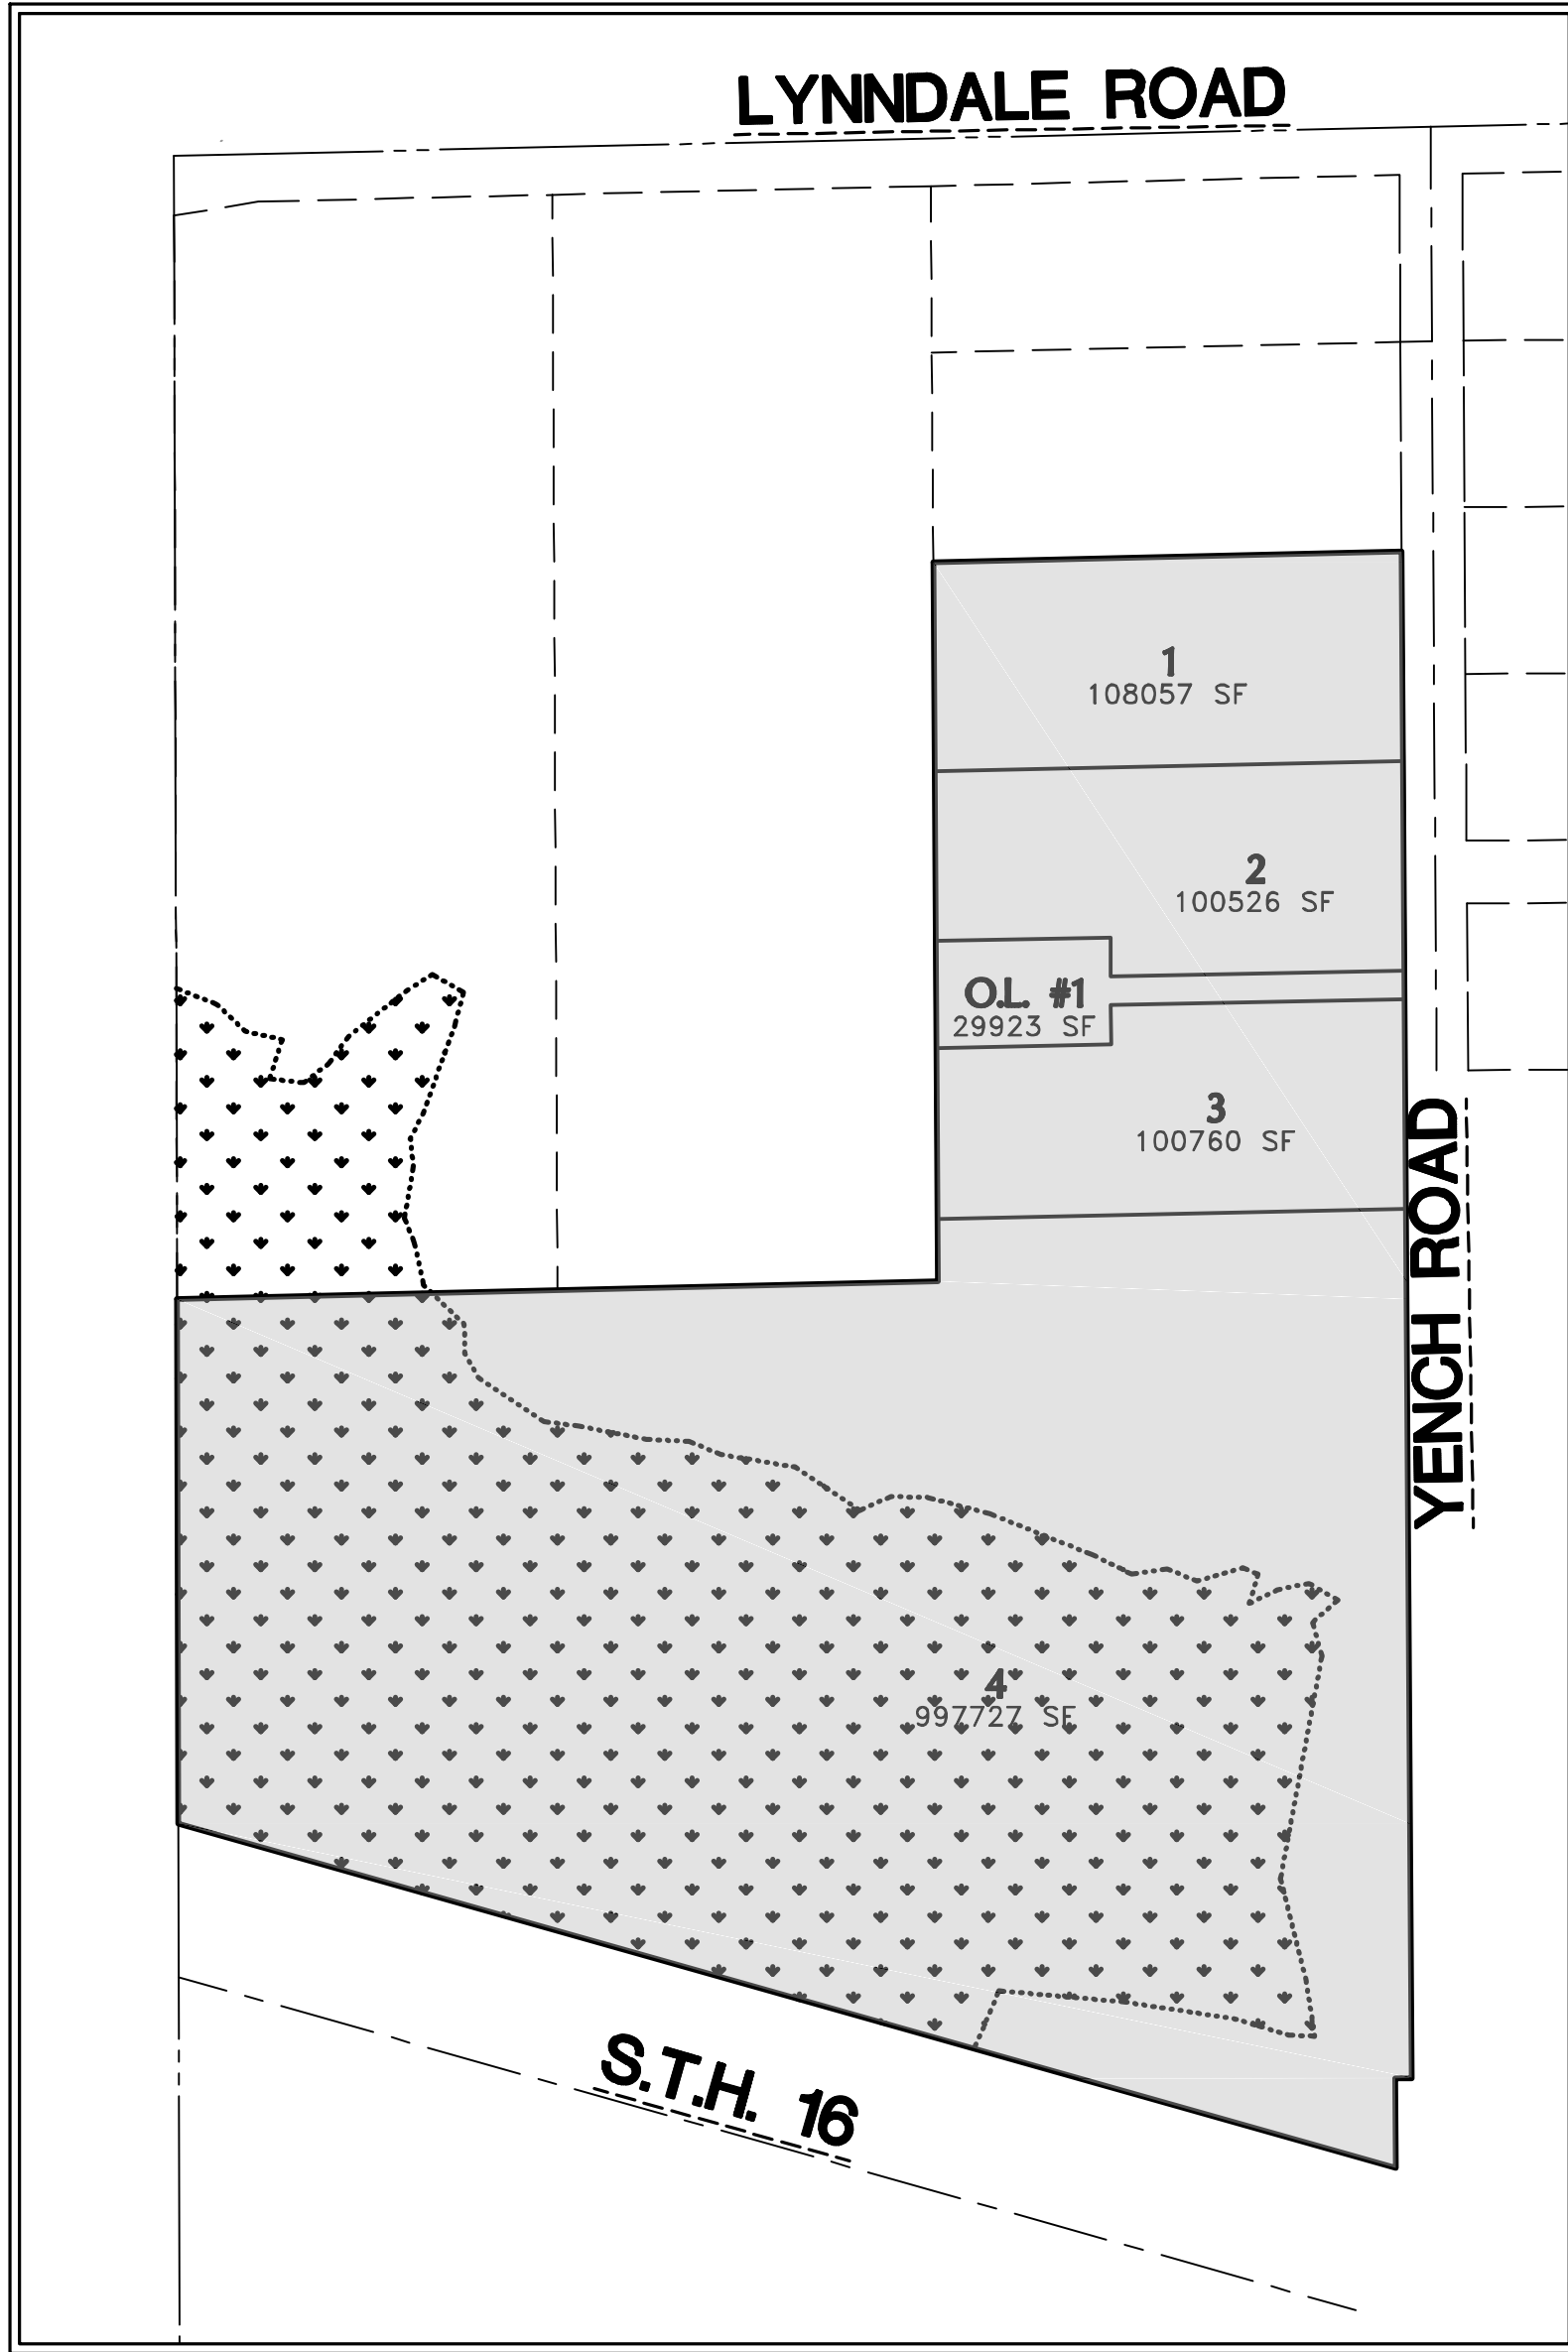 LYNNDALE ROAD
1
108057 SF
2
100526 SF
O.L. #1
29923 SF
3
100760 SF
YENCH ROAD
4
997727 SF
S.T.H. 16